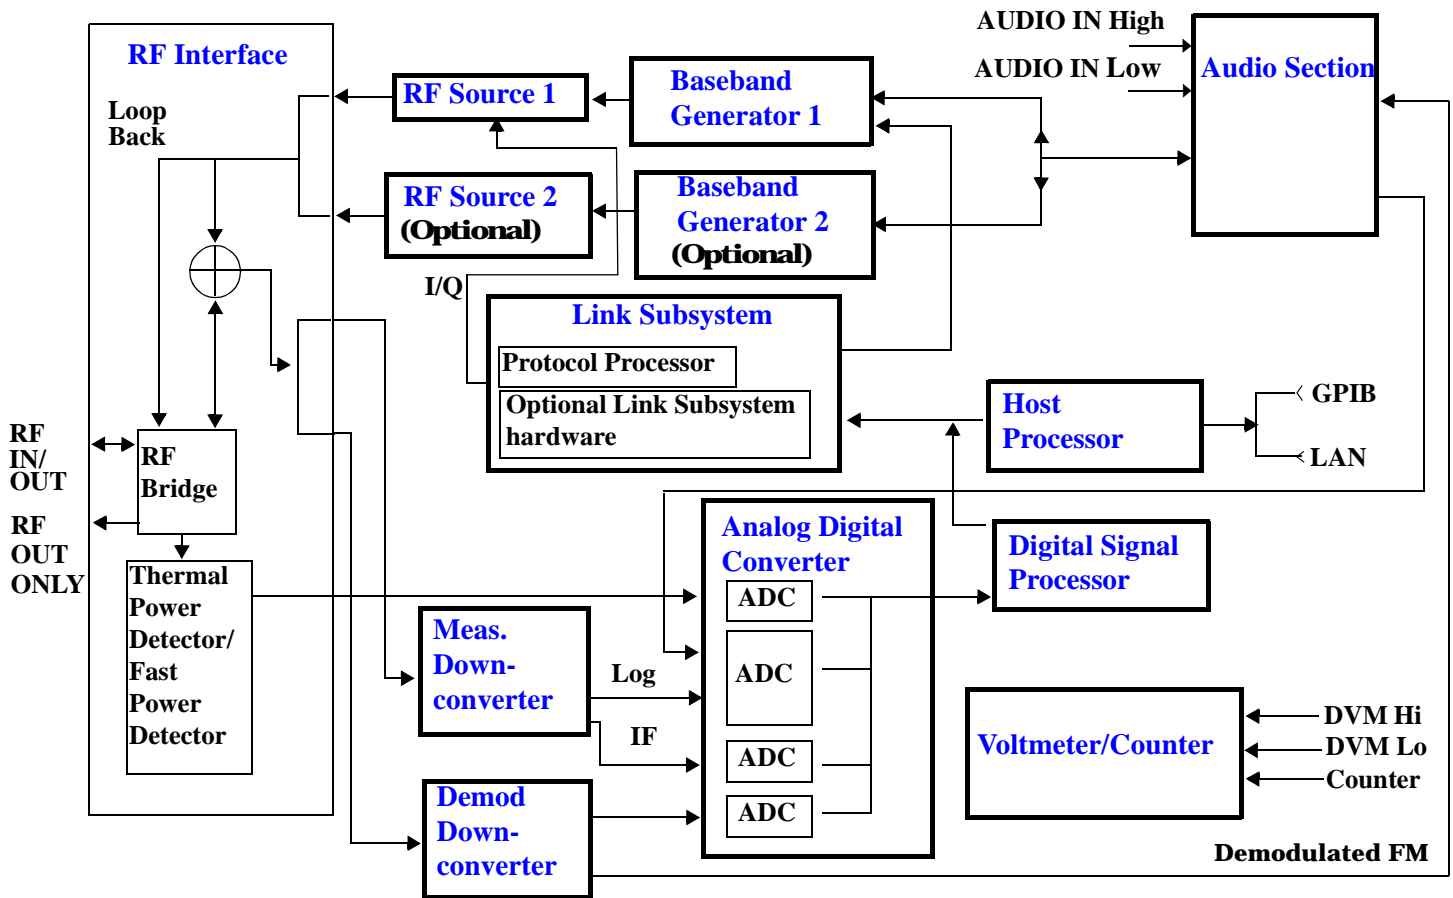 RF Interface
Loop
Back
RF Source 1
Baseband
Generator 1
AUDIO IN High
AUDIO IN Low
Audio Section
RF Source 2
(Optional)
Baseband
Generator 2
(Optional)
I/Q
Link Subsystem
Protocol Processor
Optional Link Subsystem
hardware
Host
Processor
GPIB
LAN
RF
IN/
OUT
RF
Bridge
RF
OUT
ONLY
Thermal
Power
Detector/
Fast
Power
Detector
Analog Digital
Converter
ADC
ADC
ADC
ADC
Digital Signal
Processor
Meas.
Down-
converter
Log
IF
Voltmeter/Counter
DVM Hi
DVM Lo
Counter
Demod
Down-
converter
Demodulated FM